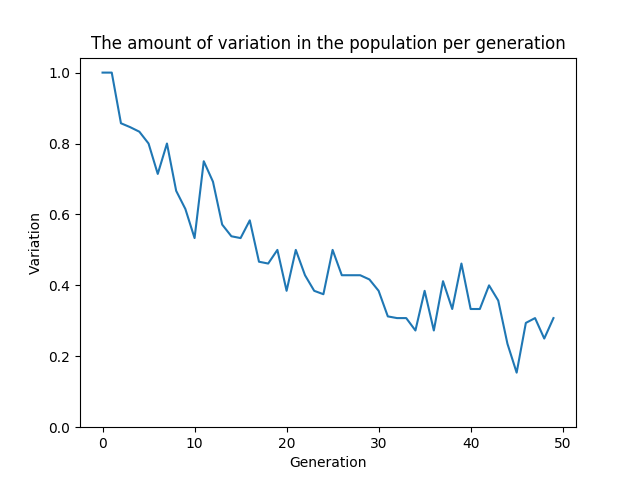 The amount of variation in the population per generation
1.0
0.8
0.6
0.4
0.2
0.0
Variation
0 10 20 30 40 50
Generation